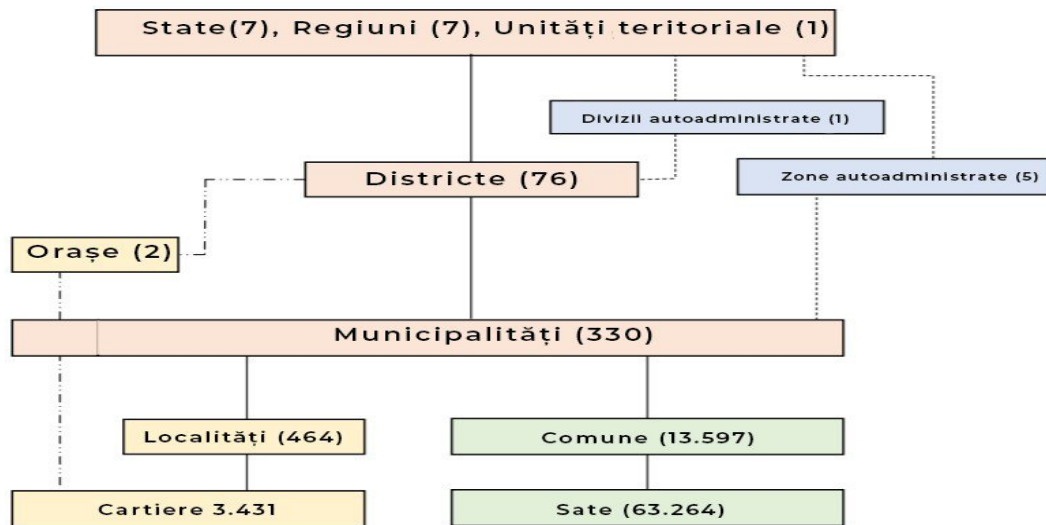 State(7), Regiuni (7), Unități teritoriale (1)
Divizii autoadministrate (1)
Districte (76)
Zone autoadministrate (5)
Orașe (2)
Municipalități (330)
Localități (464)
Comune (13.597)
Cartiere 3.431
Sate (63.264)